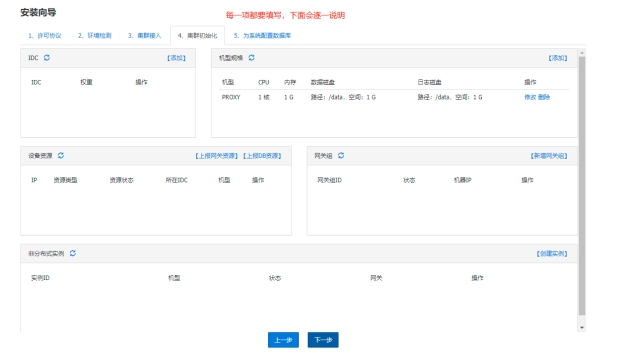 安装向导
每一项都要填写，下面会逐一说明
1、许可协议 2、环境检测 3、集群接入 4、集群初始化 5、为系统配置数据库
IDC 【添加】 机型规格 【添加】
IDC 权重 操作 机型 CPU 内存 数据磁盘 日志磁盘 操作
PROXY 1 核 1 G 路径：/data，空间：1 G 路径：/data，空间：1 G 修改 删除
设备资源 【上报网关资源】【上报DB资源】 网关组 【新增网关组】
IP 资源类型 资源状态 所在IDC 机型 操作 网关组ID 状态 机器IP 操作
非分布式实例 【创建实例】
实例ID 机型 状态 网关 操作
上一步 下一步